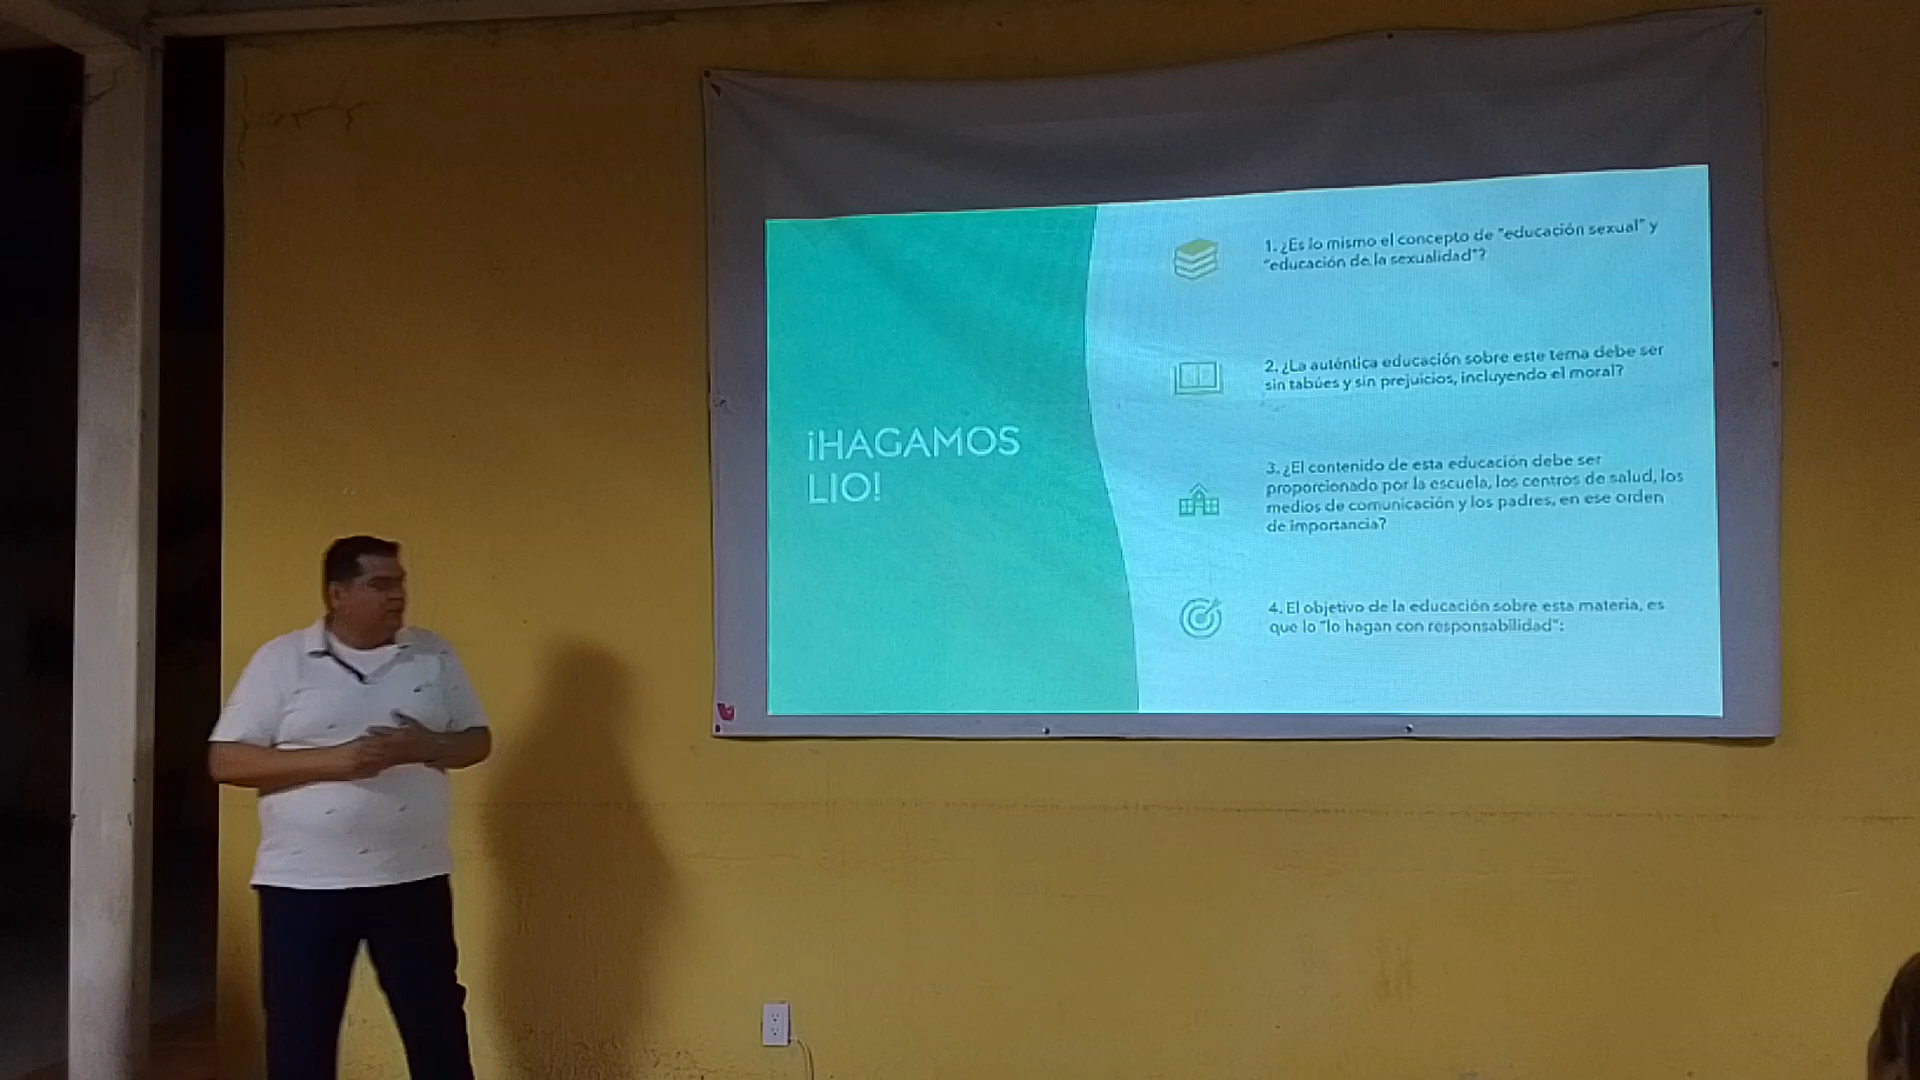 ¡HAGAMOS
LIO!
1. ¿Es lo mismo el concepto de "educación sexual" y
"educación de la sexualidad"?
2. ¿La auténtica educación sobre este tema debe ser
sin tabúes y sin prejuicios, incluyendo el moral?
3. ¿El contenido de esta educación debe ser
proporcionado por la escuela, los centros de salud, los
medios de comunicación y los padres, en ese orden
de importancia?
4. El objetivo de la educación sobre esta materia, es
que lo "lo hagan con responsabilidad":